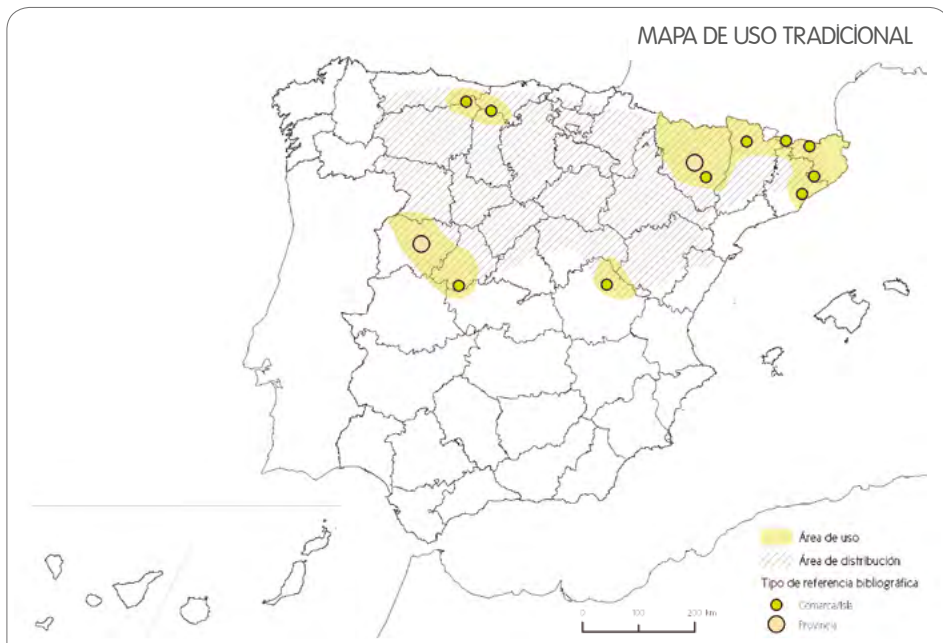 MAPA DE USO TRADICIONAL
Área de uso
Área de distribución
Tipo de referencia bibliográfica
Comarca/Isla
Provincia
0 100 200 km